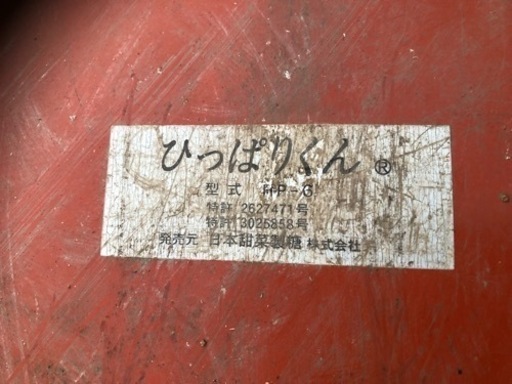 ひっぱりくん®
型式 HP-G
特許 2627471号
特許 3025858号
発売元 日本甜菜製糖 株式会社